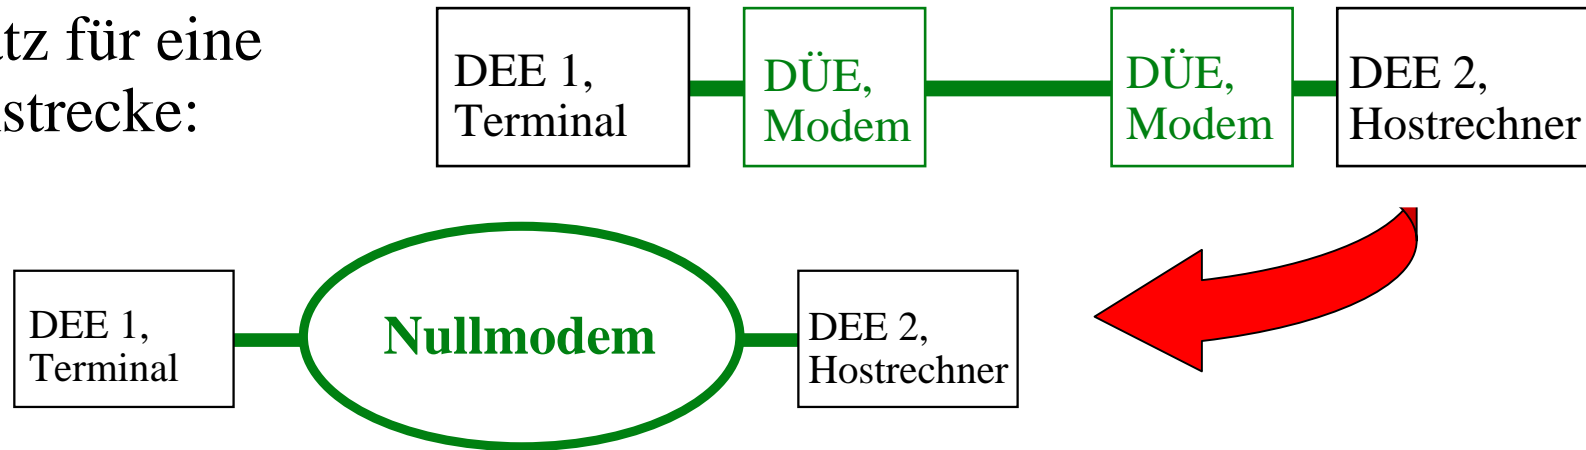 für eine
strecke:
DEE 1,
Terminal
DÜE,
Modem
DÜE,
Modem
DEE 2,
Hostrechner
DEE 1,
Terminal
Nullmodem
DEE 2,
Hostrechner